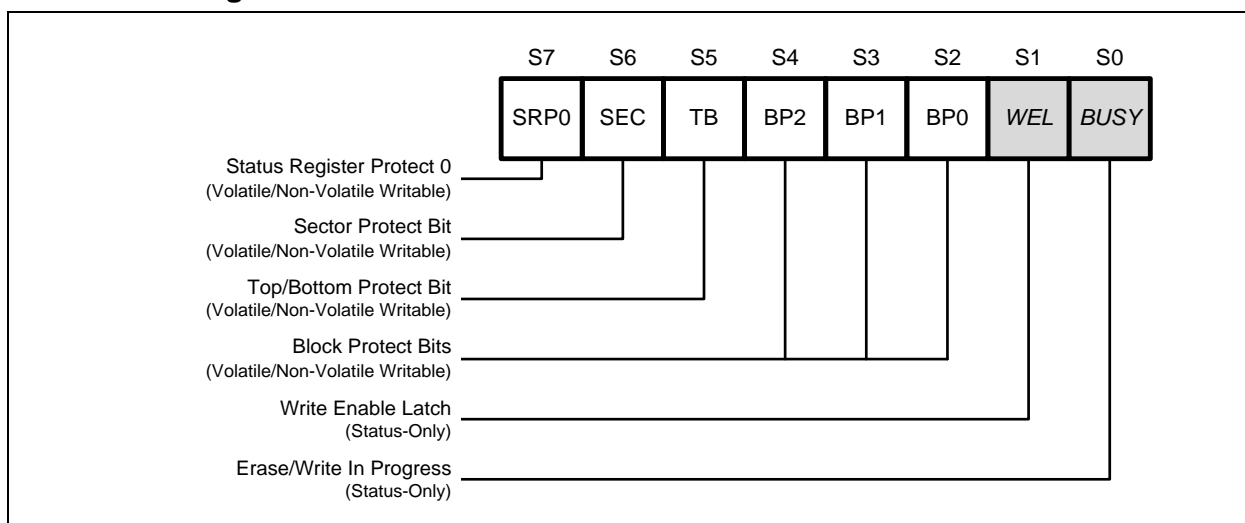 S7 S6 S5 S4 S3 S2 S1 S0
SRP0 SEC TB BP2 BP1 BP0 WEL BUSY
Status Register Protect 0
(Volatile/Non-Volatile Writable)
Sector Protect Bit
(Volatile/Non-Volatile Writable)
Top/Bottom Protect Bit
(Volatile/Non-Volatile Writable)
Block Protect Bits
(Volatile/Non-Volatile Writable)
Write Enable Latch
(Status-Only)
Erase/Write In Progress
(Status-Only)